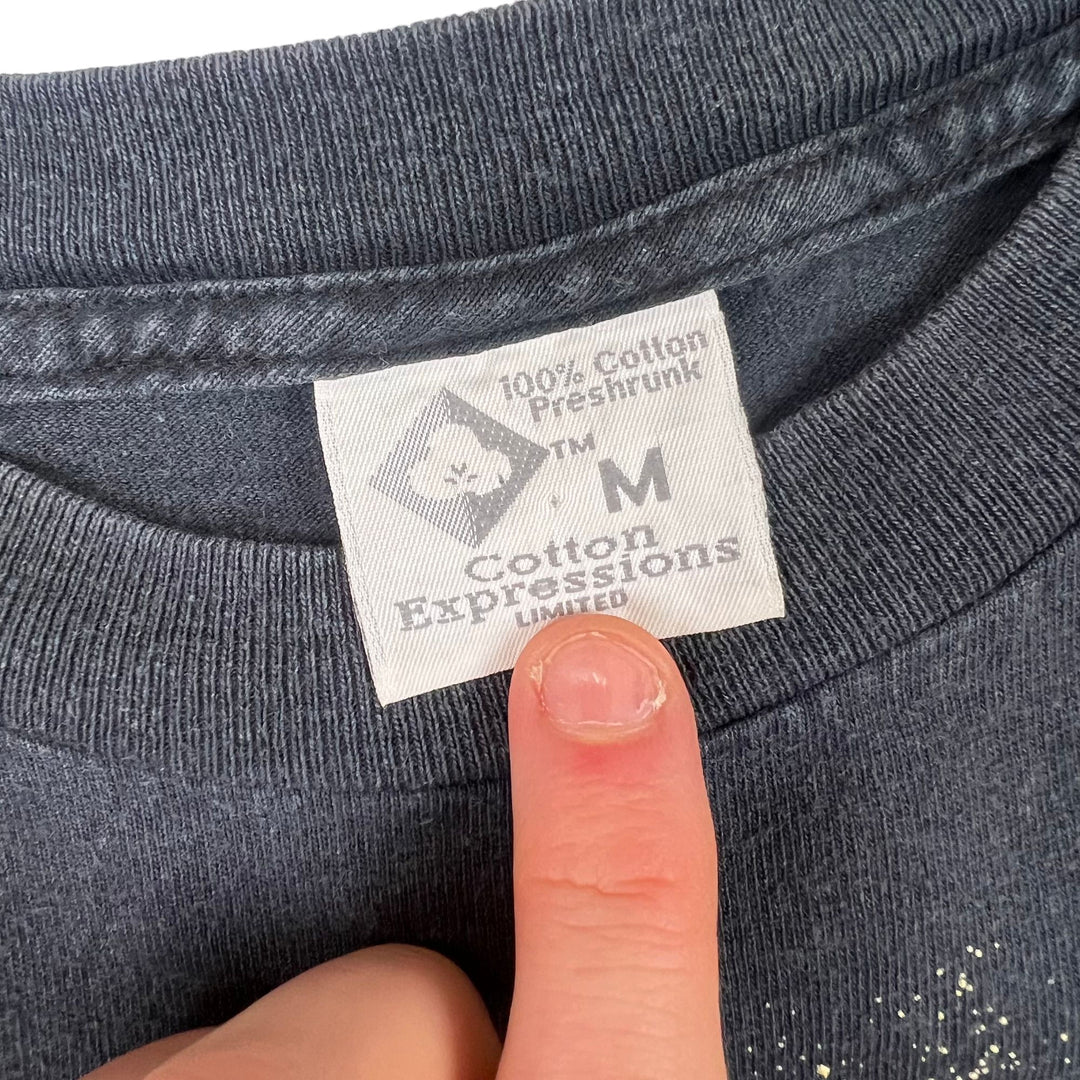 100% Cotton
Preshrunk
TM
M
Cotton
Expressions
LIMITED